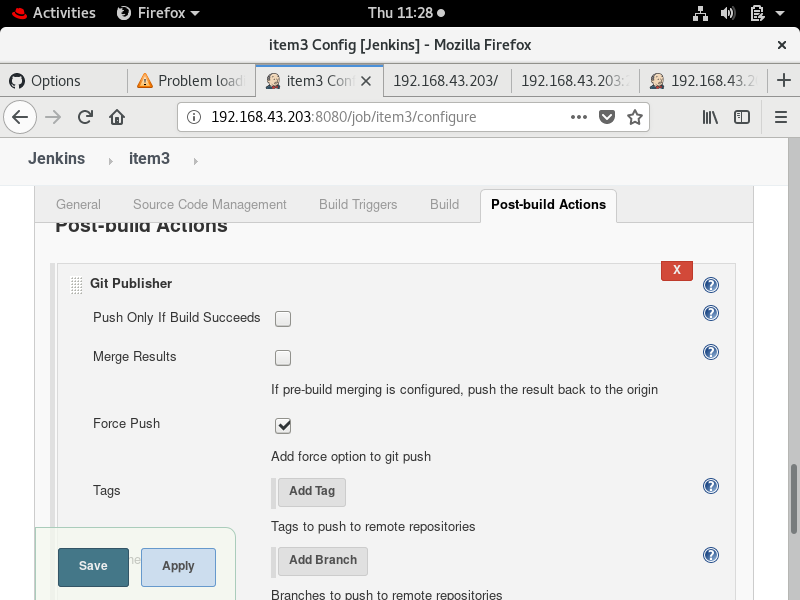 Activities Firefox Thu 11:28
item3 Config [Jenkins] - Mozilla Firefox
Options Problem load item3 Con 192.168.43.203/ 192.168.43.203: 192.168.43.2
192.168.43.203:8080/job/item3/configure
Jenkins item3
General Source Code Management Build Triggers Build Post-build Actions
Post-build Actions
X
Git Publisher ?
Push Only If Build Succeeds ?
Merge Results ?
If pre-build merging is configured, push the result back to the origin
Force Push
Add force option to git push
Tags Add Tag ?
Tags to push to remote repositories
Save Apply Add Branch ?
Branches to push to remote repositories